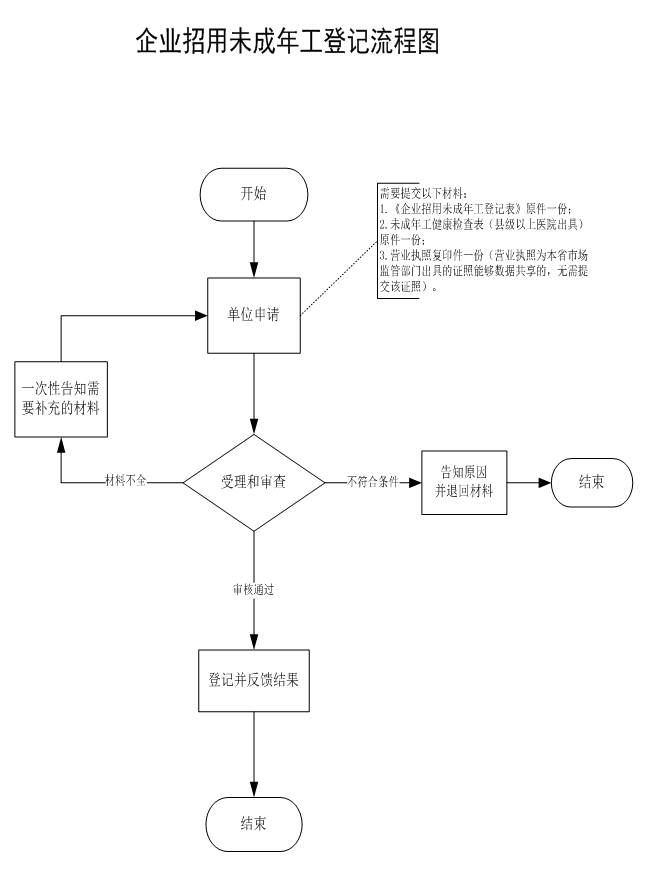 企业招用未成年工登记流程图
开始
需要提交以下材料：
1.《企业招用未成年工登记表》原件一份；
2.未成年工健康检查表（县级以上医院出具）
原件一份；
3.营业执照复印件一份（营业执照为本省市场
监管部门出具的证照能够数据共享的，无需提
交该证照）。
单位申请
一次性告知需
要补充的材料
材料不全
受理和审查
不符合条件
告知原因
并退回材料
结束
审核通过
登记并反馈结果
结束